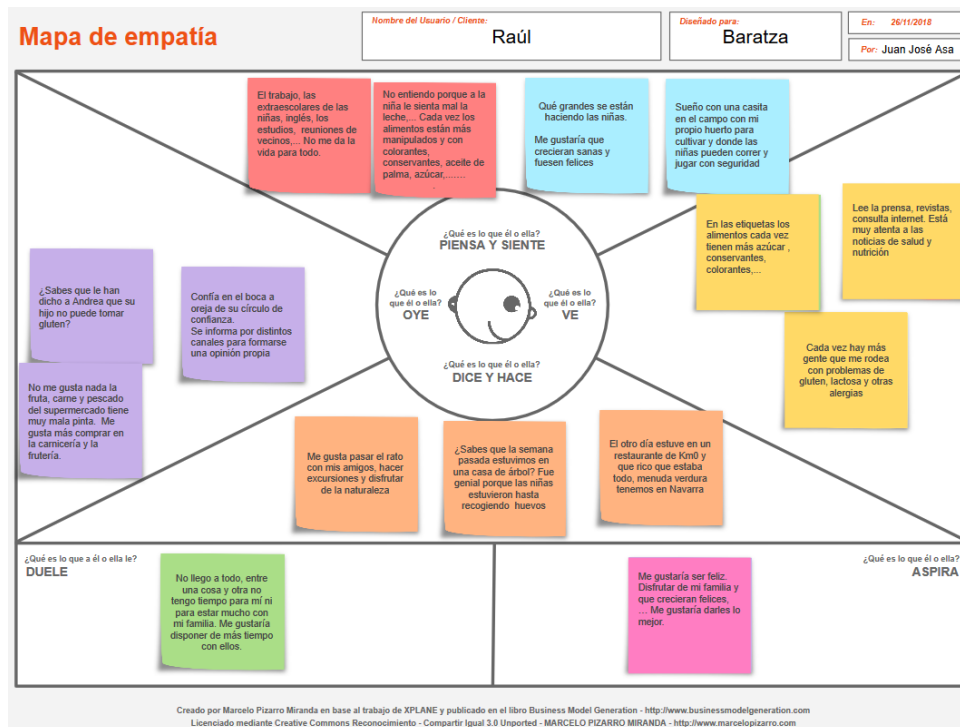 Mapa de empatía
Nombre del Usuario / Cliente:
Raúl
Diseñado para:
Baratza
En: 26/11/2018
Por: Juan José Asa
El trabajo, las
extraescolares de las
niñas, inglés, los
estudios, reuniones de
vecinos,... No me da la
vida para todo.
No entiendo porque a la
niña le sienta mal la
leche,... Cada vez los
alimentos están más
manipulados y con
colorantes,
conservantes, aceite de
palma, azúcar,.......
.
Qué grandes se están
haciendo las niñas.
Me gustaría que
crecieran sanas y
fuesen felices
Sueño con una casita
en el campo con mi
propio huerto para
cultivar y donde las
niñas pueden correr y
jugar con seguridad
En las etiquetas los
alimentos cada vez
tienen más azúcar ,
conservantes,
colorantes,...
Lee la prensa, revistas,
consulta internet. Está
muy atenta a las
noticias de salud y
nutrición
Cada vez hay más
gente que me rodea
con problemas de
gluten, lactosa y otras
alergias
¿Qué es lo que él o ella?
PIENSA Y SIENTE
¿Qué es lo
que él o ella?
OYE
¿Qué es lo
que él o ella?
VE
¿Qué es lo que él o ella?
DICE Y HACE
¿Sabes que le han
dicho a Andrea que su
hijo no puede tomar
gluten?
Confía en el boca a
oreja de su círculo de
confianza.
Se informa por distintos
canales para formarse
una opinión propia
No me gusta nada la
fruta, carne y pescado
del supermercado tiene
muy mala pinta. Me
gusta más comprar en
la carnicería y la
frutería.
Me gusta pasar el rato
con mis amigos, hacer
excursiones y disfrutar
de la naturaleza
¿Sabes que la semana
pasada estuvimos en
una casa de árbol? Fue
genial porque las niñas
estuvieron hasta
recogiendo huevos
El otro día estuve en un
restaurante de Km0 y
que rico que estaba
todo, menuda verdura
tenemos en Navarra
¿Qué es lo que a él o ella le?
DUELE
No llego a todo, entre
una cosa y otra no
tengo tiempo para mí ni
para estar mucho con
mi familia. Me gustaría
disponer de más tiempo
con ellos.
¿Qué es lo que él o ella?
ASPIRA
Me gustaría ser feliz.
Disfrutar de mi familia y
que crecieran felices,
... Me gustaría darles lo
mejor.
Creado por Marcelo Pizarro Miranda en base al trabajo de XPLANE y publicado en el libro Business Model Generation - http://www.businessmodelgeneration.com
Licenciado mediante Creative Commons Reconocimiento - Compartir Igual 3.0 Unported - MARCELO PIZARRO MIRANDA - http://www.marcelopizarro.com